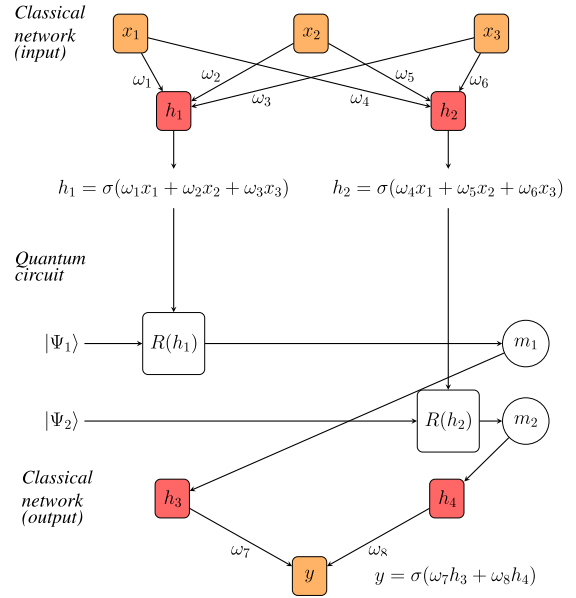 Classical
network
(input)
x₁ x₂ x₃
ω₁ ω₂ ω₃ ω₄ ω₅ ω₆
h₁ h₂
h₁ = σ(ω₁x₁ + ω₂x₂ + ω₃x₃) h₂ = σ(ω₄x₁ + ω₅x₂ + ω₆x₃)
Quantum
circuit
|Ψ₁⟩ R(h₁) m₁
|Ψ₂⟩ R(h₂) m₂
Classical
network
(output)
h₃ h₄
ω₇ ω₈
y y = σ(ω₇h₃ + ω₈h₄)